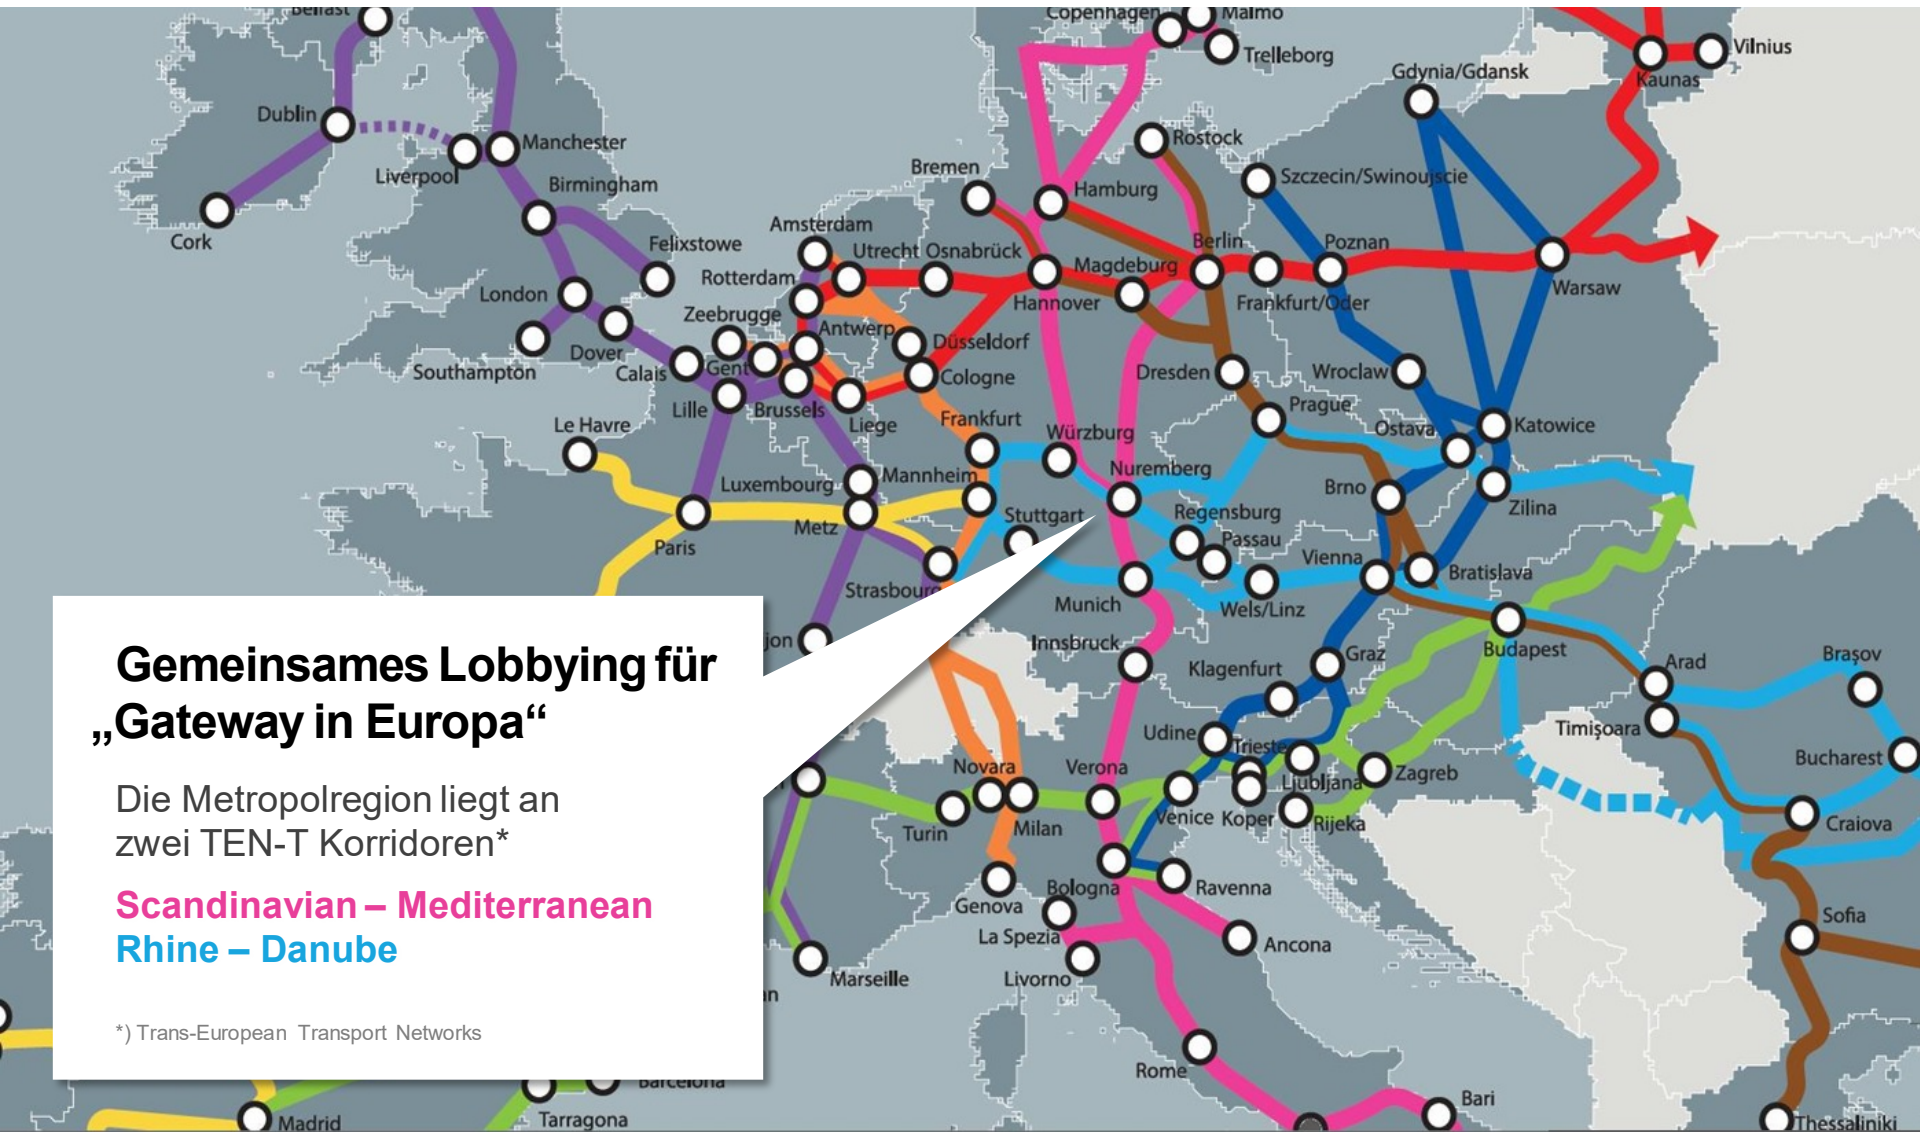 Belfast
Copenhagen
Malmö
Trelleborg
Vilnius
Kaunas
Gdynia/Gdansk
Dublin
Manchester
Liverpool
Rostock
Bremen
Szczecin/Swinoujscie
Birmingham
Hamburg
Cork
Amsterdam
Felixstowe
Utrecht
Osnabrück
Berlin
Poznan
Rotterdam
Magdeburg
Warsaw
London
Hannover
Frankfurt/Oder
Zeebrugge
Antwerp
Düsseldorf
Dover
Southampton
Calais
Gent
Cologne
Dresden
Wroclaw
Lille
Brussels
Liege
Frankfurt
Prague
Le Havre
Würzburg
Ostava
Katowice
Luxembourg
Mannheim
Nuremberg
Brno
Zilina
Metz
Stuttgart
Regensburg
Paris
Passau
Vienna
Bratislava
Strasbourg
Munich
Wels/Linz
jon
Innsbruck
Graz
Budapest
Klagenfurt
Arad
Braşov
Udine
Trieste
Timişoara
Bucharest
Novara
Verona
Ljubljana
Zagreb
Turin
Milan
Venice
Koper
Rijeka
Craiova
Bologna
Ravenna
Genova
Sofia
La Spezia
Ancona
Marseille
Livorno
Rome
Bari
Barcelona
Tarragona
Madrid
Thessaliniki
Gemeinsames Lobbying für
„Gateway in Europa“
Die Metropolregion liegt an
zwei TEN-T Korridoren*
Scandinavian – Mediterranean
Rhine – Danube
*) Trans-European Transport Networks